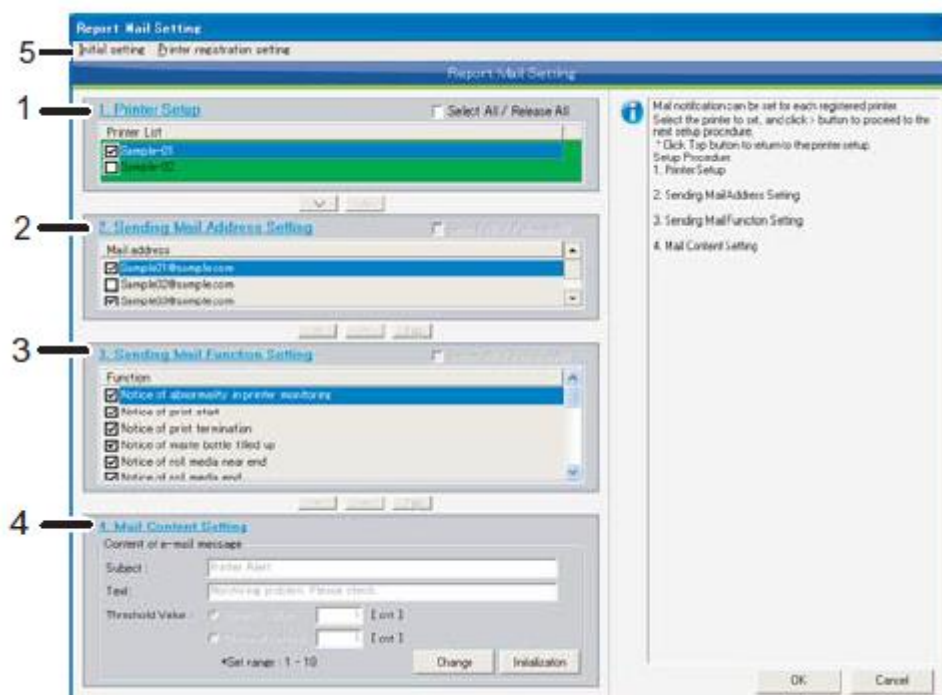 Report Mail Setting
5
Initial setting Printer registration setting
Report Mail Setting
1
1. Printer Setup
Select All / Release All
Printer List
Sample-01
Sample-02
2
2. Sending Mail Address Setting
Mail address
Sample01@sample.com
Sample02@sample.com
Sample03@sample.com
3
3. Sending Mail Function Setting
Function
Notice of abnormality in printer monitoring
Notice of print start
Notice of print termination
Notice of waste bottle filled up
Notice of roll media near end
Notice of roll media end
4
4. Mail Content Setting
Content of e-mail message
Subject :
Printer Alert
Text :
Monitoring problem. Please check.
Threshold Value :
[ cnt ]
[ cnt ]
*Set range : 1 - 10
Change
Initialization
Mail notification can be set for each registered printer.
Select the printer to set, and click > button to proceed to the
next setup procedure.
* Click Top button to return to the printer setup.
Setup Procedure
1. Printer Setup
2. Sending Mail Address Setting
3. Sending Mail Function Setting
4. Mail Content Setting
OK
Cancel